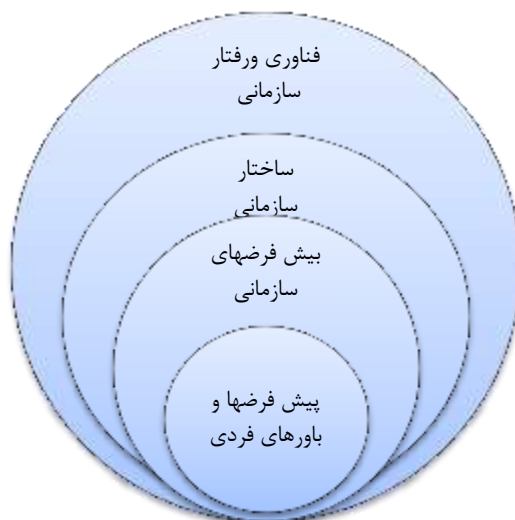 فناوری ورفتار
سازمانی
ساختار
سازمانی
بیش فرضهای
سازمانی
پیش فرضها و
باورهای فردی